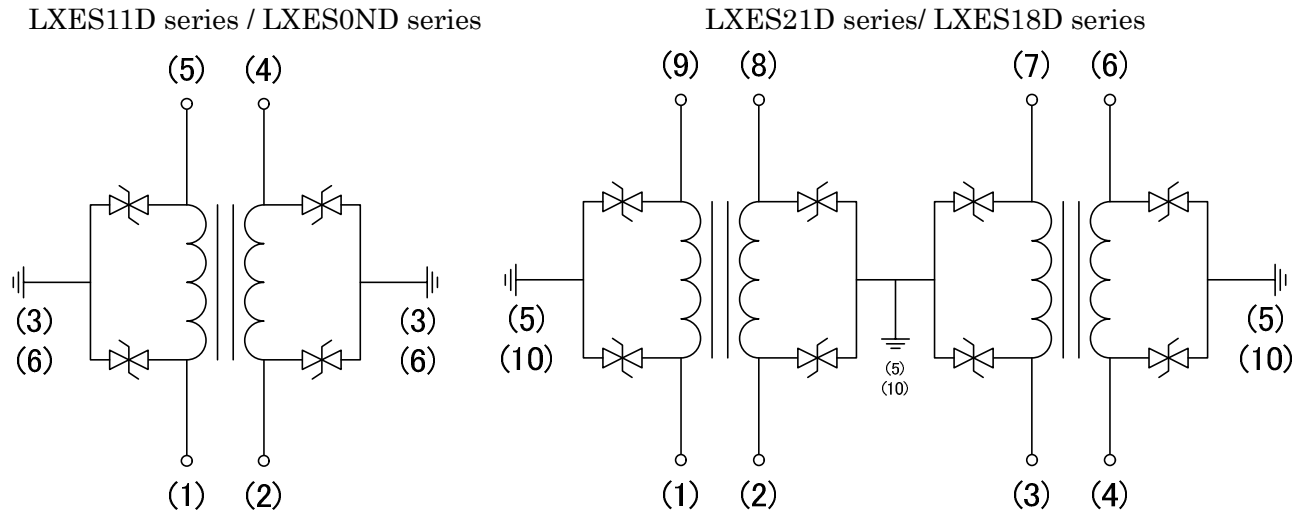 LXES11D series / LXES0ND series
LXES21D series/ LXES18D series
(5) (4)
(9) (8) (7) (6)
(3) (3)
(6) (6)
(5) (5) (5)
(10) (10) (10)
(1) (2)
(1) (2) (3) (4)